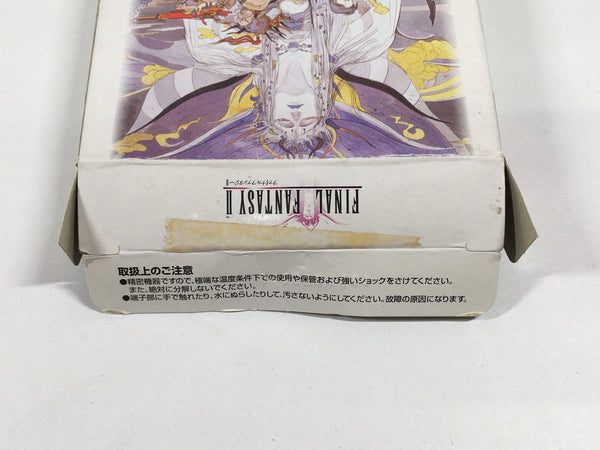 FINAL FANTASY II
ファイナルファンタジーⅡ
取扱上のご注意
●精密機器ですので、極端な温度条件下での使用や保管および強いショックをさけてください。
また、絶対に分解しないでください。
●端子部に手で触れたり、水にぬらしたりして、汚さないようにしてください。故障の原因になります。